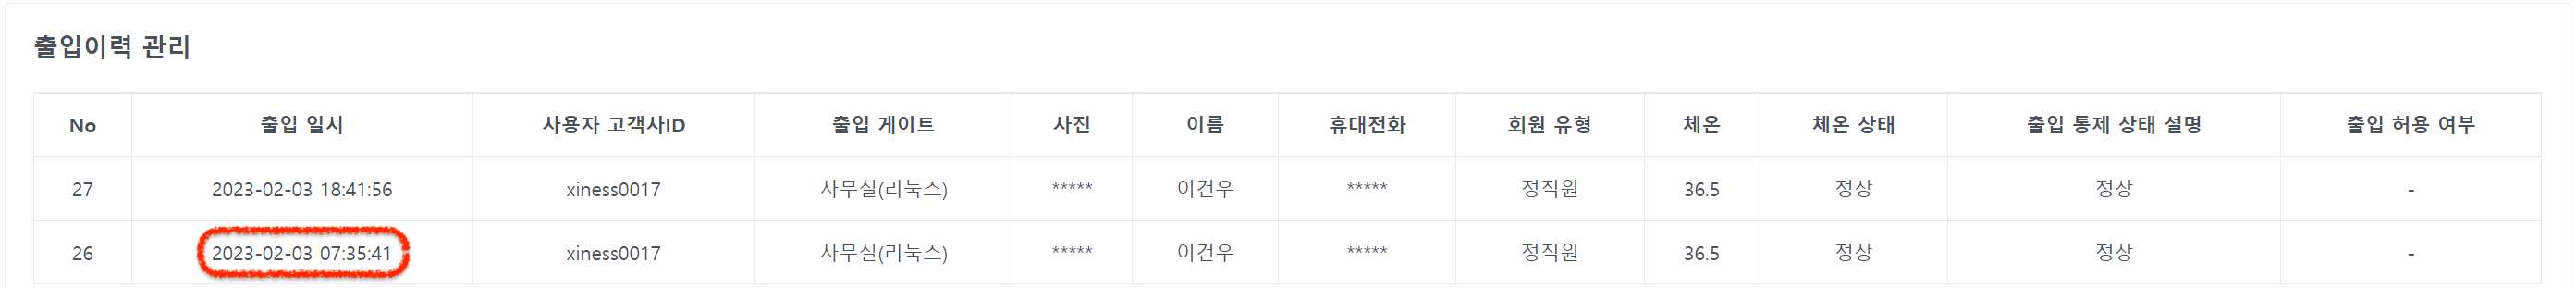 출입이력 관리
No 출입 일시 사용자 고객사ID 출입 게이트 사진 이름 휴대전화 회원 유형 체온 체온 상태 출입 통제 상태 설명 출입 허용 여부
27 2023-02-03 18:41:56 xiness0017 사무실(리눅스) ***** 이건우 ***** 정직원 36.5 정상 정상 -
26 2023-02-03 07:35:41 xiness0017 사무실(리눅스) ***** 이건우 ***** 정직원 36.5 정상 정상 -